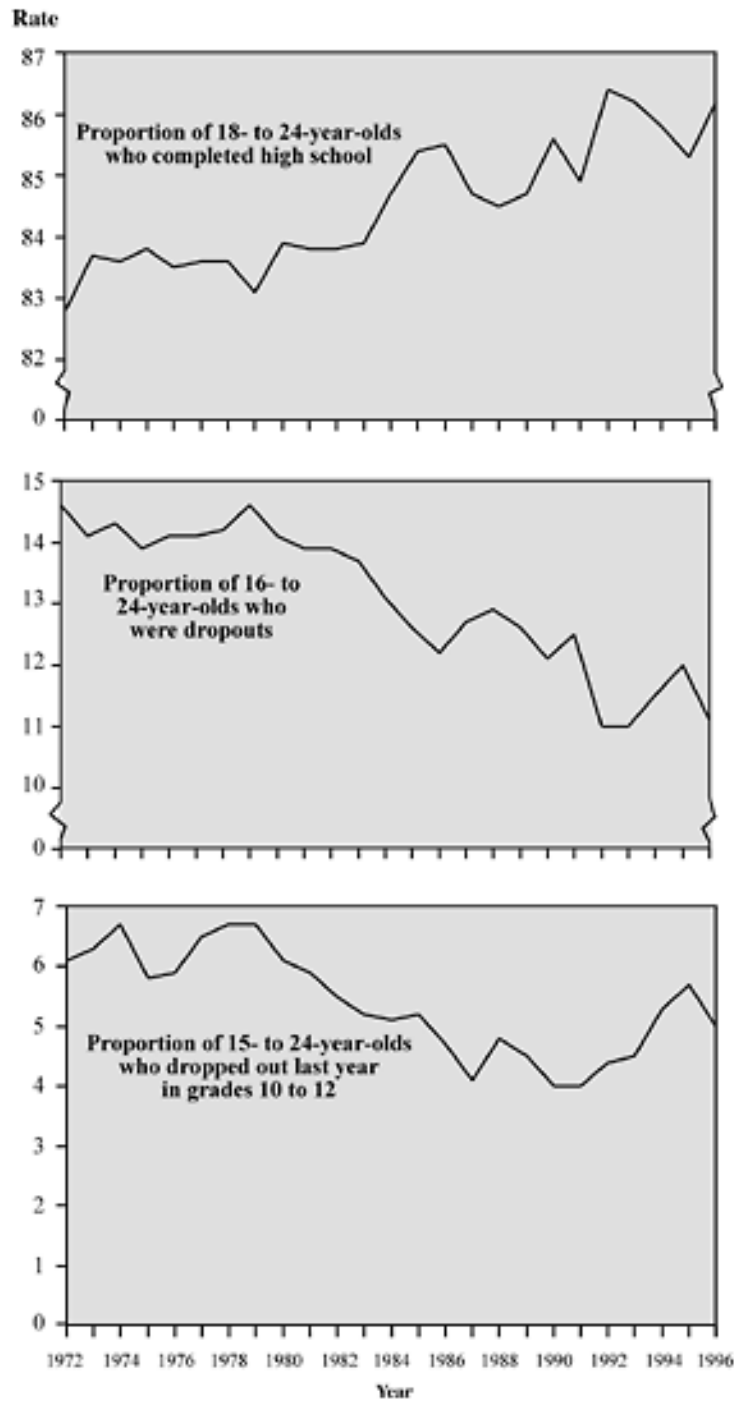 Rate
87
86
85
84
83
82
0
Proportion of 18- to 24-year-olds
who completed high school
15
14
13
12
11
10
0
Proportion of 16- to
24-year-olds who
were dropouts
7
6
5
4
3
2
1
0
Proportion of 15- to 24-year-olds
who dropped out last year
in grades 10 to 12
1972 1974 1976 1978 1980 1982 1984 1986 1988 1990 1992 1994 1996
Year